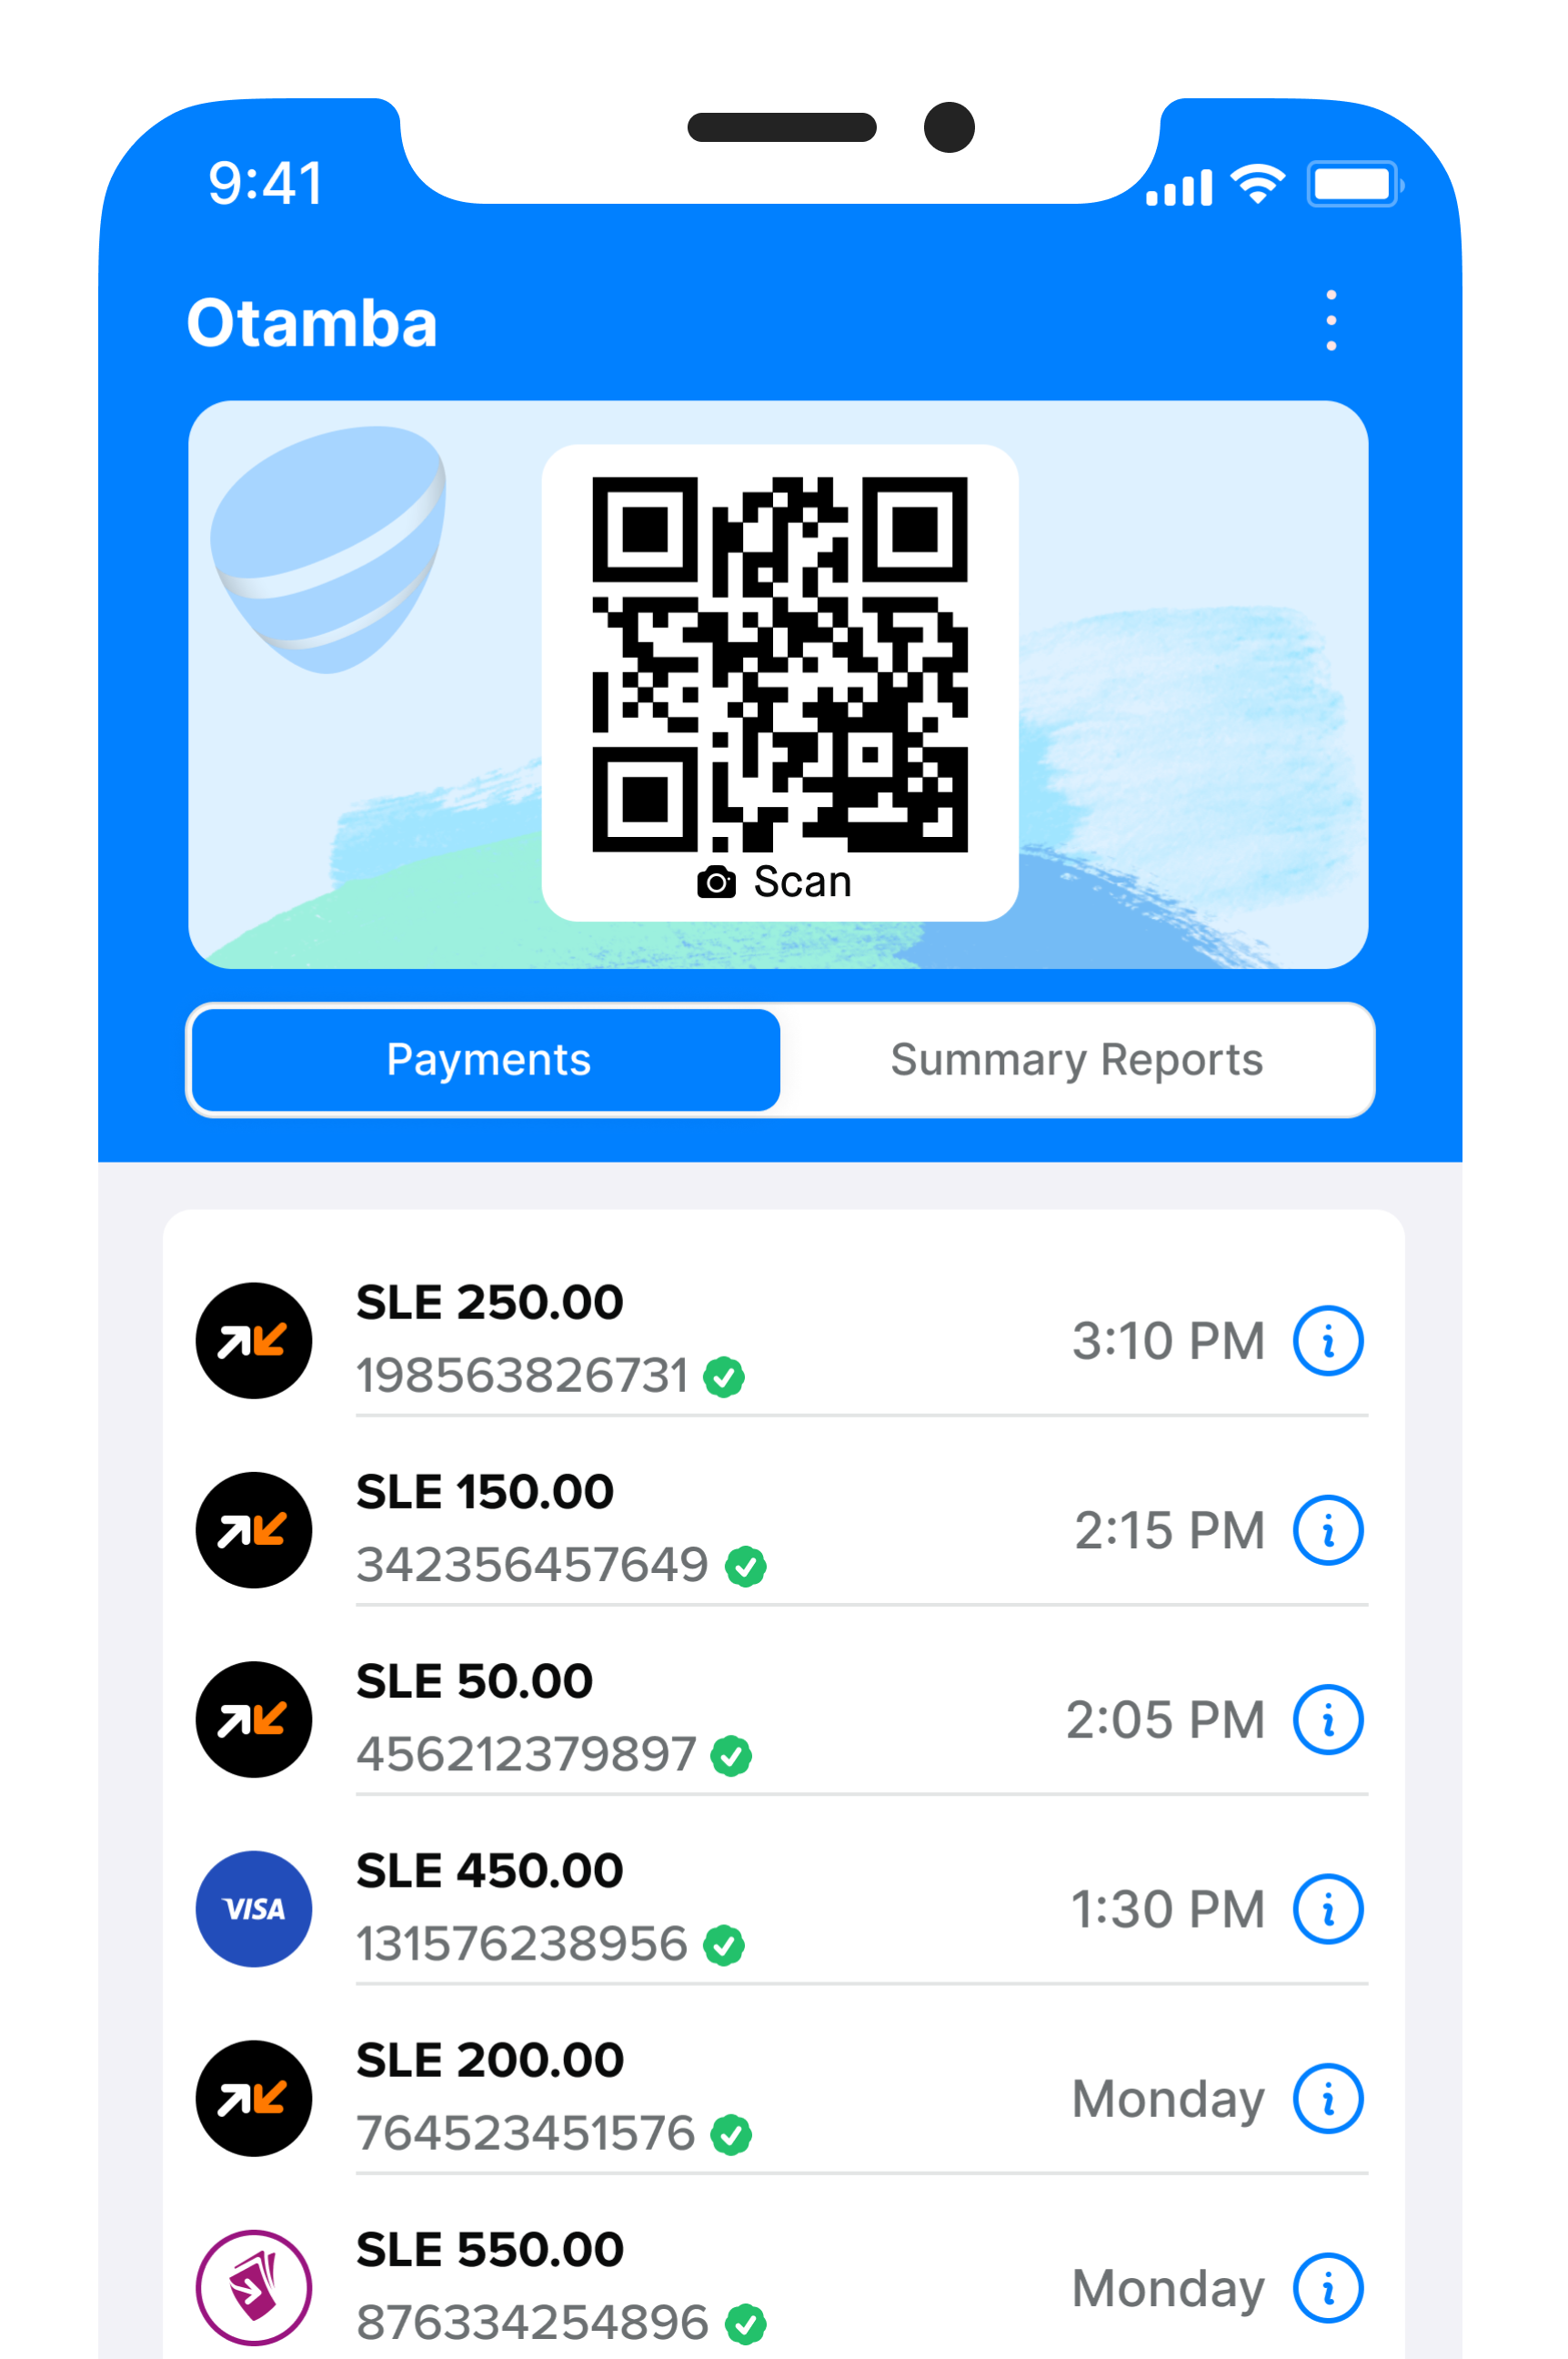 9:41
Otamba
Scan
Payments
Summary Reports
SLE 250.00
198563826731
3:10 PM
SLE 150.00
342356457649
2:15 PM
SLE 50.00
456212379897
2:05 PM
VISA
SLE 450.00
131576238956
1:30 PM
SLE 200.00
764523451576
Monday
SLE 550.00
876334254896
Monday